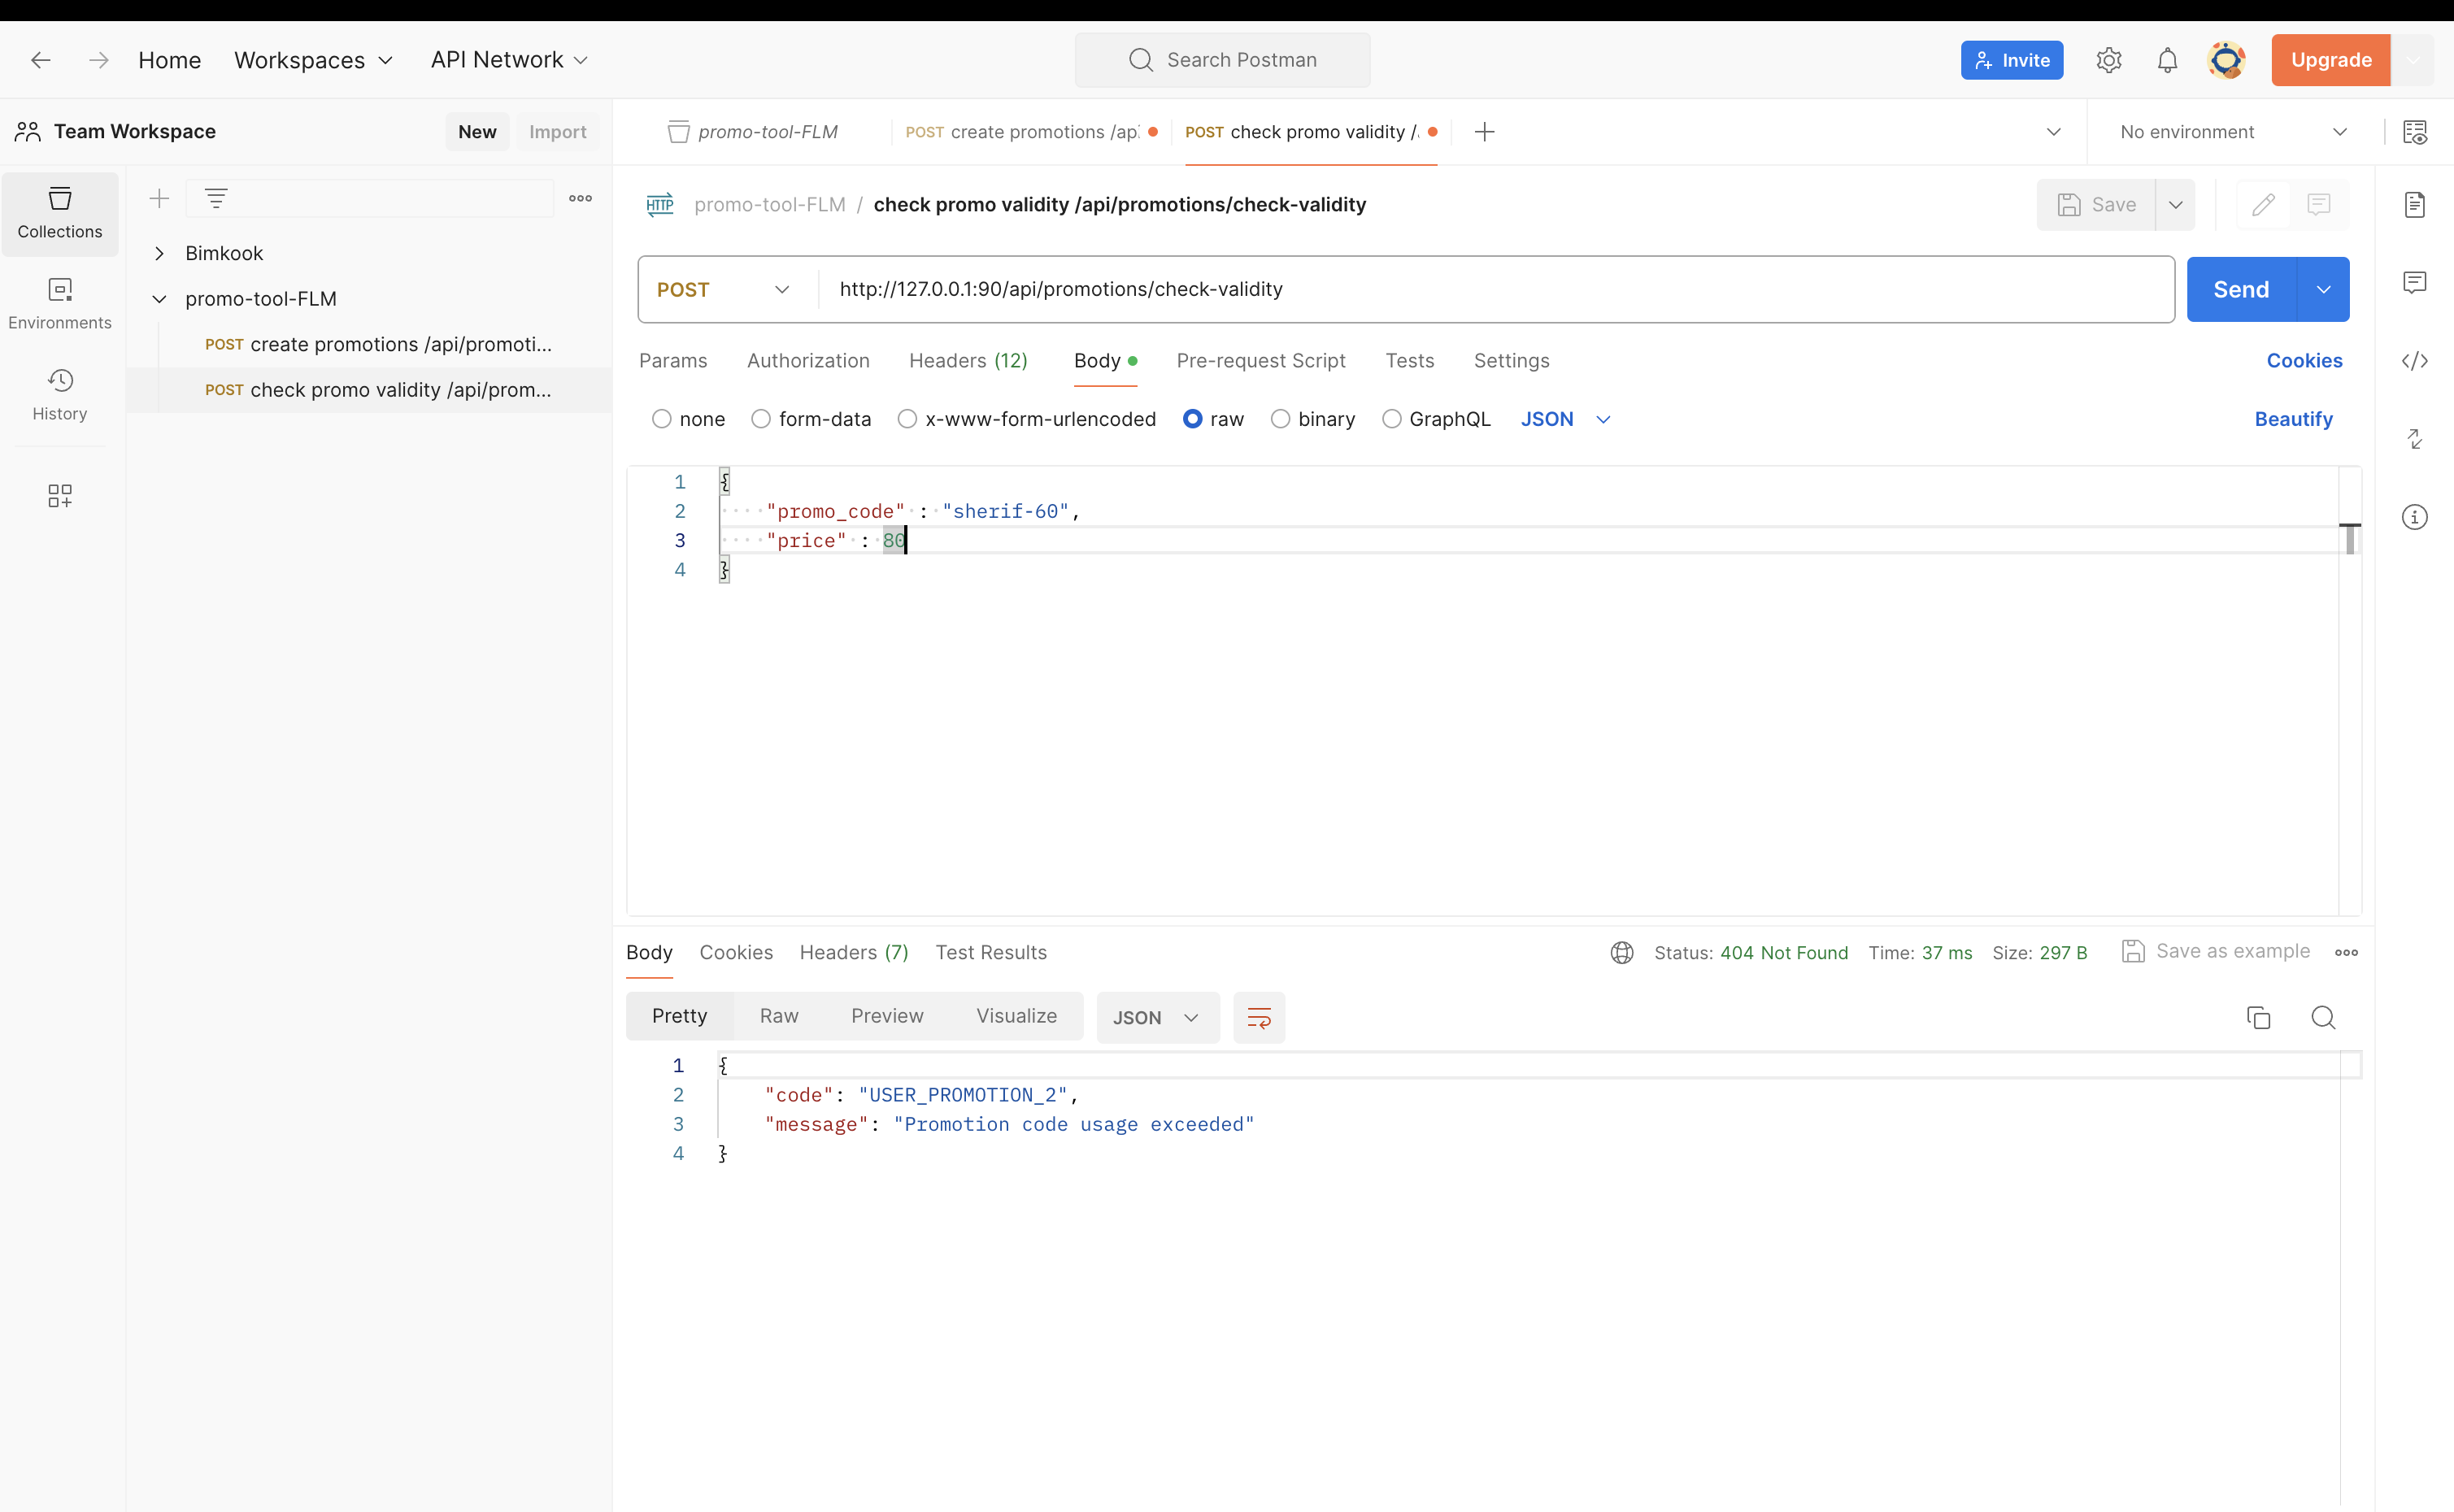 Home Workspaces API Network Search Postman Invite Upgrade
Team Workspace New Import promo-tool-FLM POST create promotions /ap POST check promo validity /. No environment
Collections
Environments
History
Bimkook
promo-tool-FLM
POST create promotions /api/promoti...
POST check promo validity /api/prom...
HTTP promo-tool-FLM / check promo validity /api/promotions/check-validity Save
POST http://127.0.0.1:90/api/promotions/check-validity Send
Params Authorization Headers (12) Body Pre-request Script Tests Settings Cookies
none form-data x-www-form-urlencoded raw binary GraphQL JSON Beautify
1 {
2 "promo_code" : "sherif-60",
3 "price" : 80
4 }
Body Cookies Headers (7) Test Results Status: 404 Not Found Time: 37 ms Size: 297 B Save as example
Pretty Raw Preview Visualize JSON
1 {
2 "code": "USER_PROMOTION_2",
3 "message": "Promotion code usage exceeded"
4 }